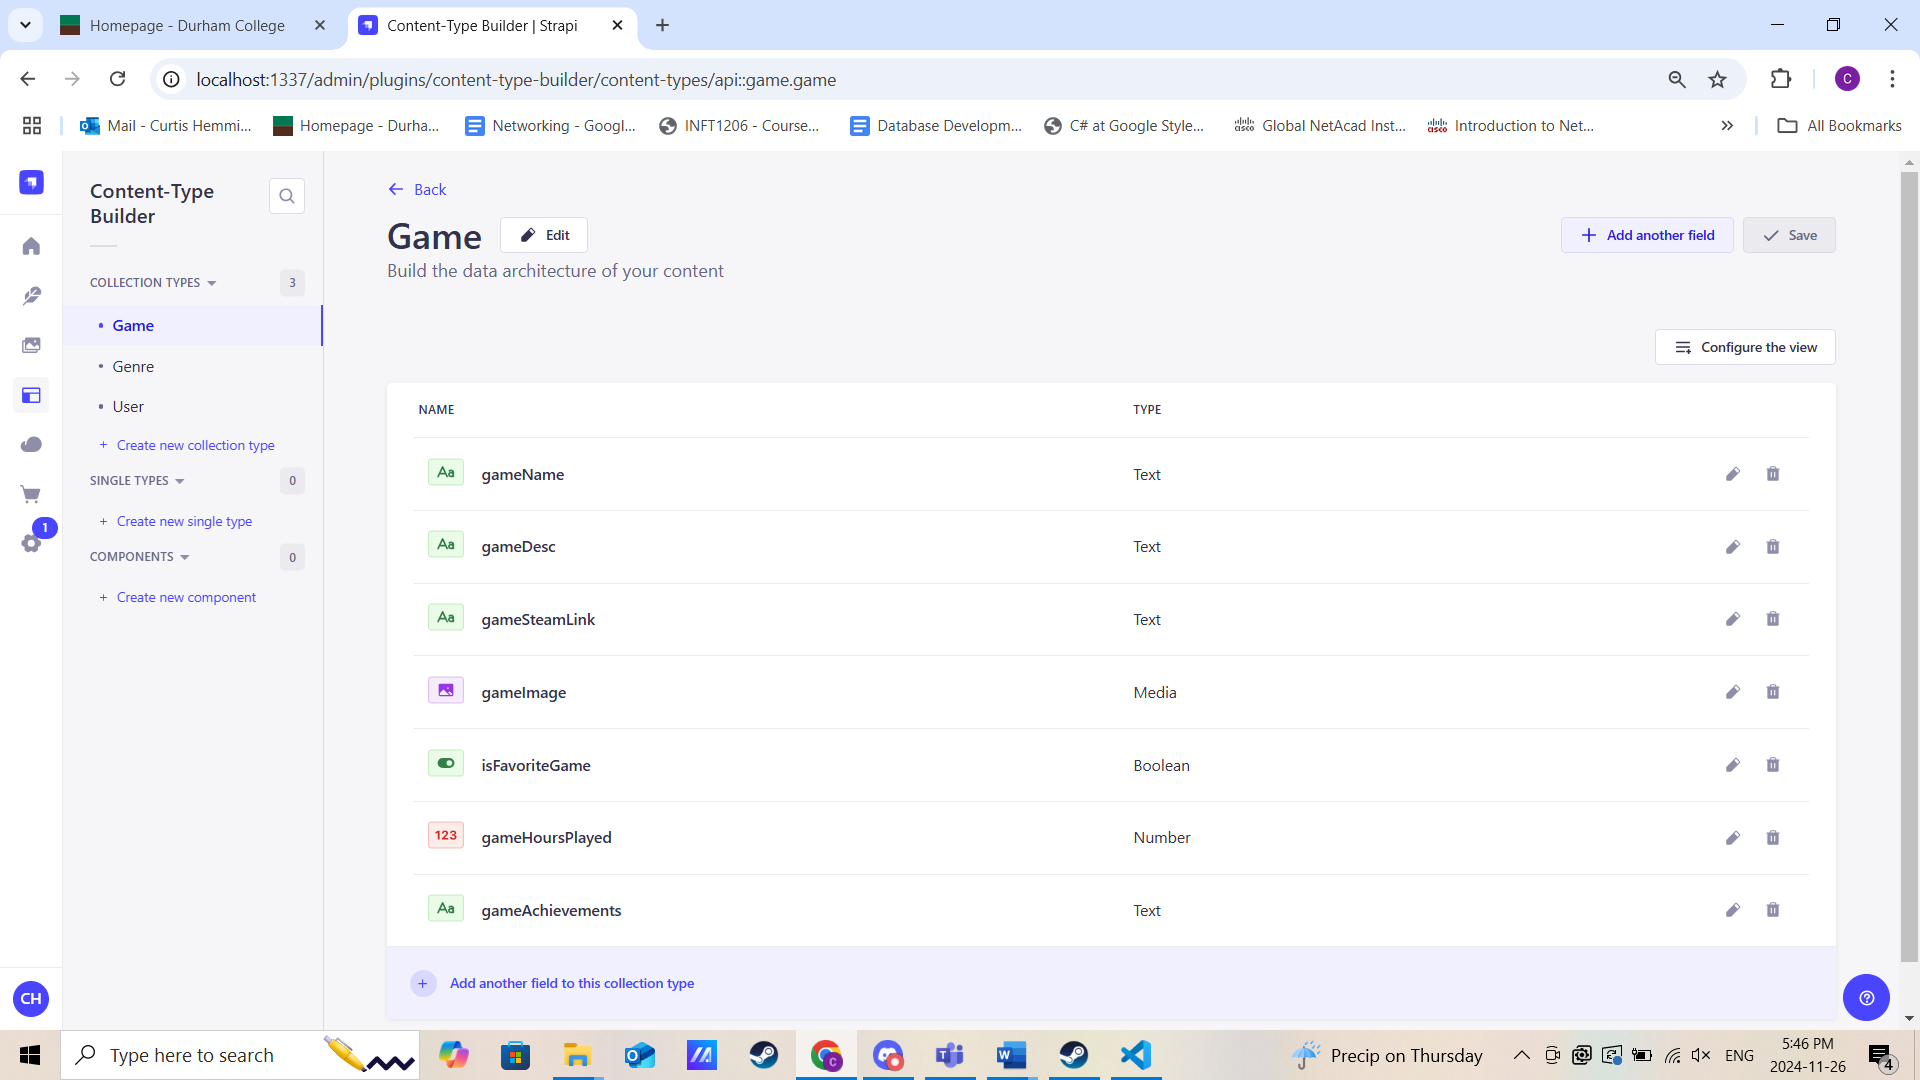 Homepage - Durham College
Content-Type Builder | Strapi
localhost:1337/admin/plugins/content-type-builder/content-types/api::game.game
C
Mail - Curtis Hemmi...
Homepage - Durha...
Networking - Googl...
INFT1206 - Course...
Database Developm...
C# at Google Style...
Global NetAcad Inst...
Introduction to Net...
All Bookmarks
Content-Type
Builder
COLLECTION TYPES
3
Game
Genre
User
+ Create new collection type
SINGLE TYPES
0
+ Create new single type
COMPONENTS
0
+ Create new component
1
CH
Back
Game
Edit
Build the data architecture of your content
Add another field
Save
Configure the view
NAME TYPE
Aa gameName Text
Aa gameDesc Text
Aa gameSteamLink Text
gameImage Media
isFavoriteGame Boolean
123 gameHoursPlayed Number
Aa gameAchievements Text
+ Add another field to this collection type
Type here to search
Precip on Thursday
ENG
5:46 PM
2024-11-26
4